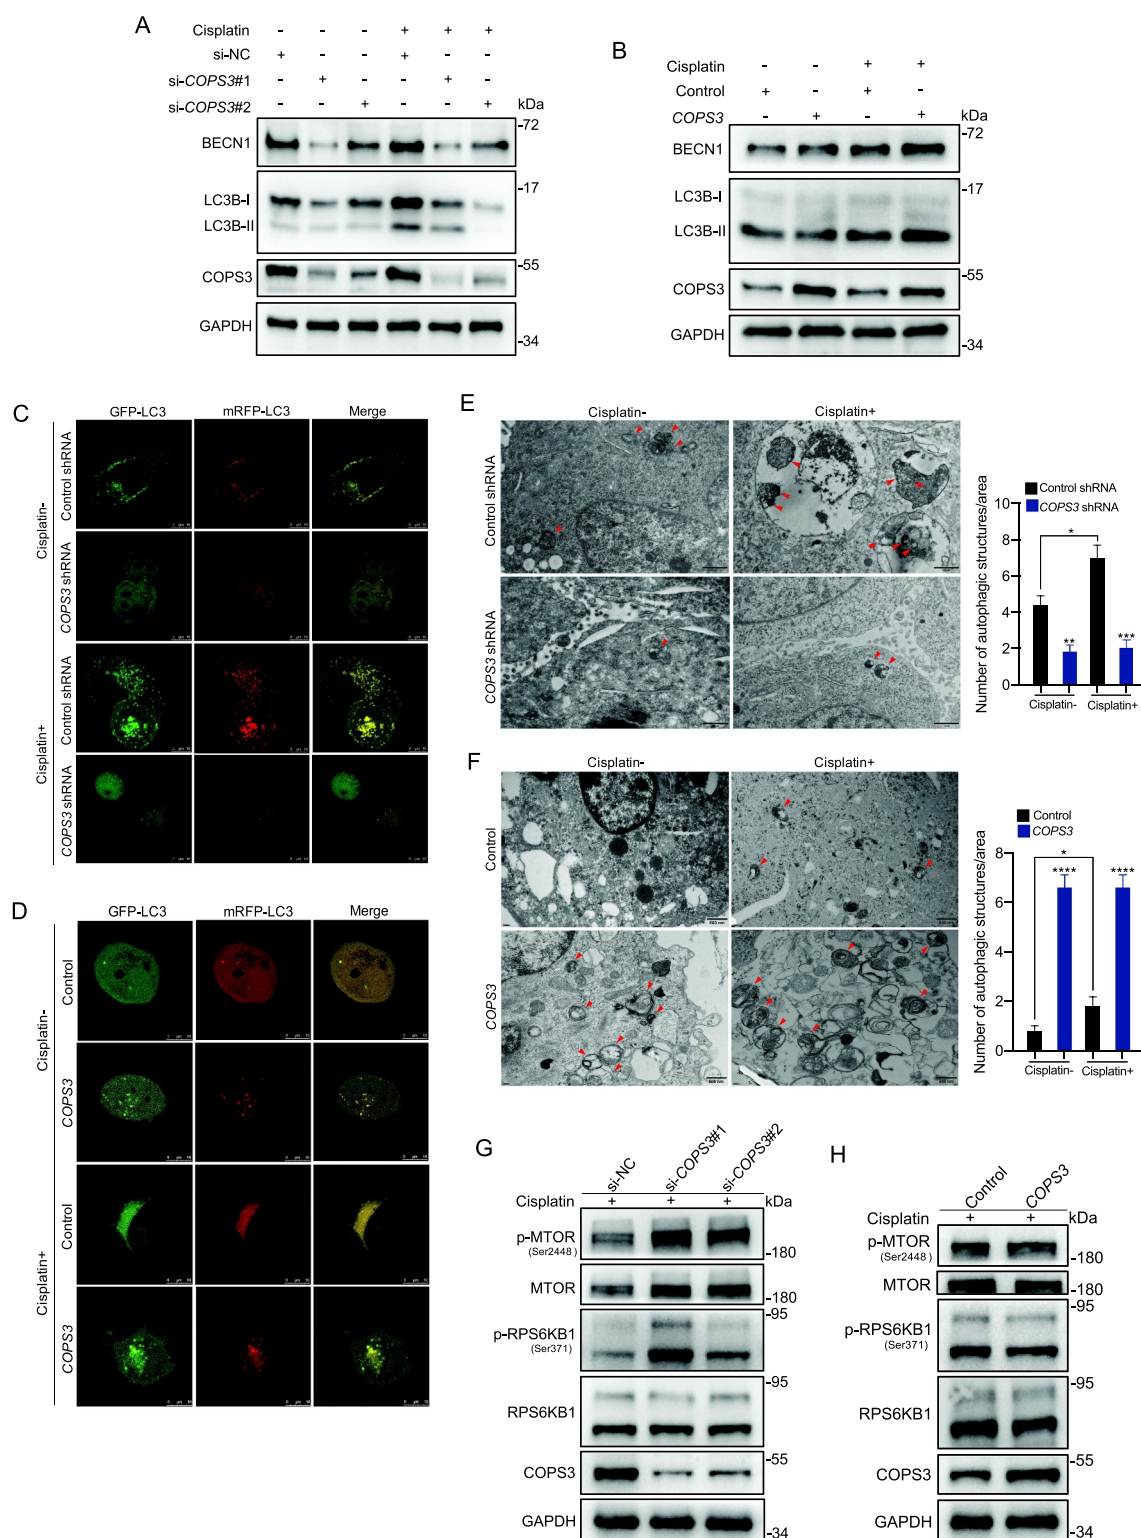 A
Cisplatin - - - + + +
si-NC + - - + - -
si-COPS3#1 - + - - + -
si-COPS3#2 - - + - - + kDa
-72
BECN1
-17
LC3B-I
LC3B-II
-55
COPS3
GAPDH
-34
B
Cisplatin - - + +
Control + - + -
COPS3 - + - + kDa
-72
BECN1
-17
LC3B-I
LC3B-II
-55
COPS3
GAPDH
-34
C
GFP-LC3 mRFP-LC3 Merge
Cisplatin-
Control shRNA
COPS3 shRNA
Cisplatin+
Control shRNA
COPS3 shRNA
D
GFP-LC3 mRFP-LC3 Merge
Cisplatin-
Control
COPS3
Cisplatin+
Control
COPS3
E
Cisplatin- Cisplatin+
Control shRNA
COPS3 shRNA
Control shRNA
COPS3 shRNA
Number of autophagic structures/area
10
8
6
4
2
0
*
**
***
Cisplatin- Cisplatin+
F
Cisplatin- Cisplatin+
Control
COPS3
Control
COPS3
Number of autophagic structures/area
8
6
4
2
0
*
****
****
Cisplatin- Cisplatin+
G
si-NC si-COPS3#1 si-COPS3#2
Cisplatin + + + kDa
p-MTOR
(Ser2448)
-180
MTOR
-180
-95
p-RPS6KB1
(Ser371)
-95
RPS6KB1
-55
COPS3
GAPDH
-34
H
Control COPS3
Cisplatin + + kDa
p-MTOR
(Ser2448)
-180
MTOR
-180
-95
p-RPS6KB1
(Ser371)
-95
RPS6KB1
-55
COPS3
GAPDH
-34